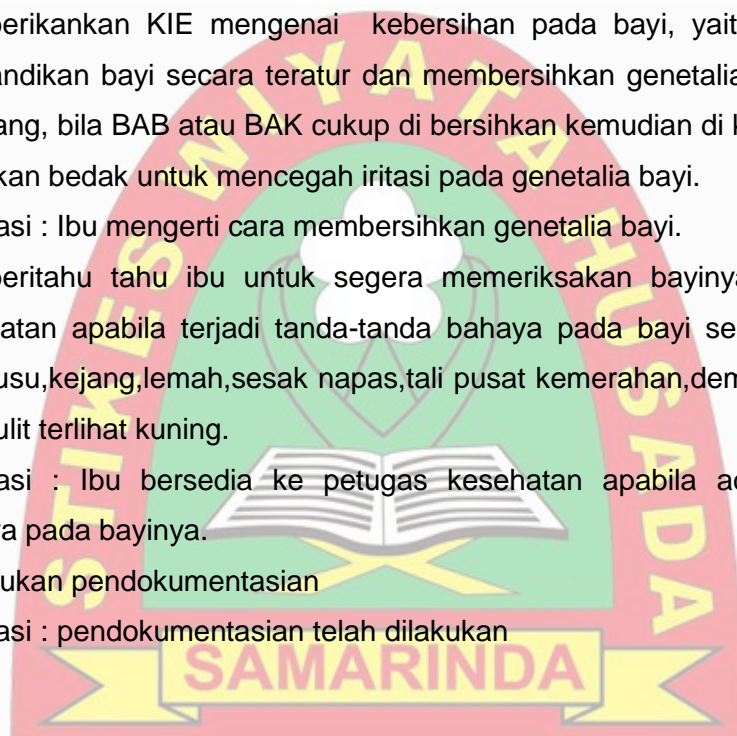 berikankan KIE mengenai kebersihan pada bayi, yait
andikan bayi secara teratur dan membersihkan genetalia
ang, bila BAB atau BAK cukup di bersihkan kemudian di k
kan bedak untuk mencegah iritasi pada genetalia bayi.
asi : Ibu mengerti cara membersihkan genetalia bayi.
beritahu tahu ibu untuk segera memeriksakan bayinya
atan apabila terjadi tanda-tanda bahaya pada bayi se
usu,kejang,lemah,sesak napas,tali pusat kemerahan,dem
ulit terlihat kuning.
asi : Ibu bersedia ke petugas kesehatan apabila ad
a pada bayinya.
ukan pendokumentasian
asi : pendokumentasian telah dilakukan
STIKES WIYATA HUSADA
SAMARINDA